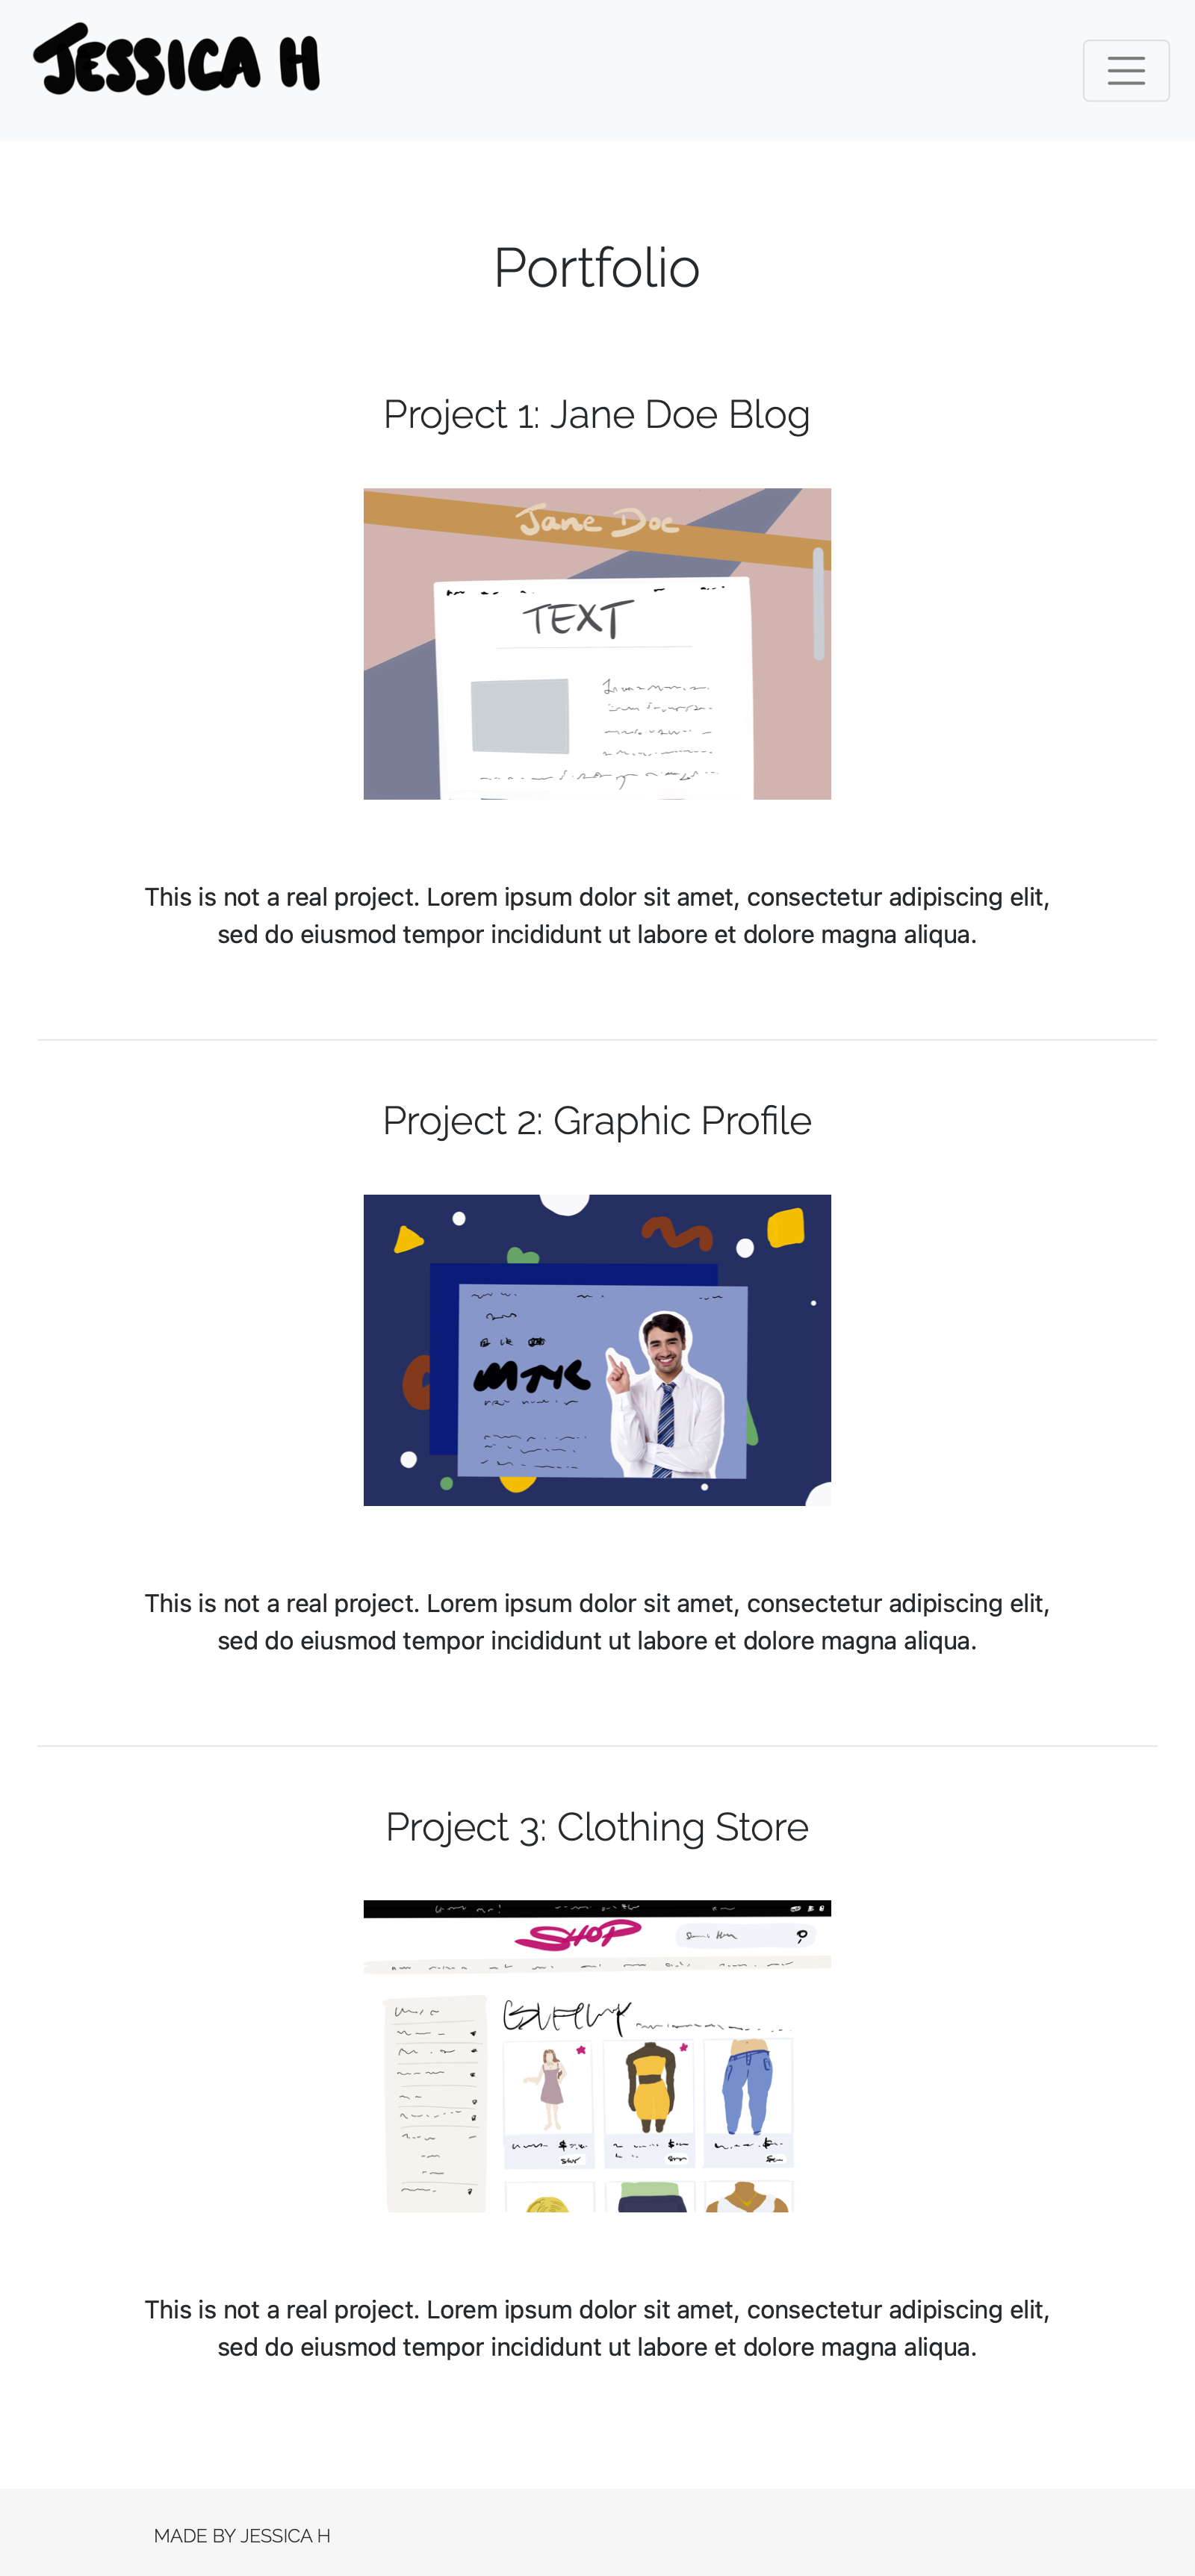 JESSICA H
Portfolio
Project 1: Jane Doe Blog
Jane Doe
TEXT
This is not a real project. Lorem ipsum dolor sit amet, consectetur adipiscing elit,
sed do eiusmod tempor incididunt ut labore et dolore magna aliqua.
Project 2: Graphic Profile
This is not a real project. Lorem ipsum dolor sit amet, consectetur adipiscing elit,
sed do eiusmod tempor incididunt ut labore et dolore magna aliqua.
Project 3: Clothing Store
SHOP
This is not a real project. Lorem ipsum dolor sit amet, consectetur adipiscing elit,
sed do eiusmod tempor incididunt ut labore et dolore magna aliqua.
MADE BY JESSICA H